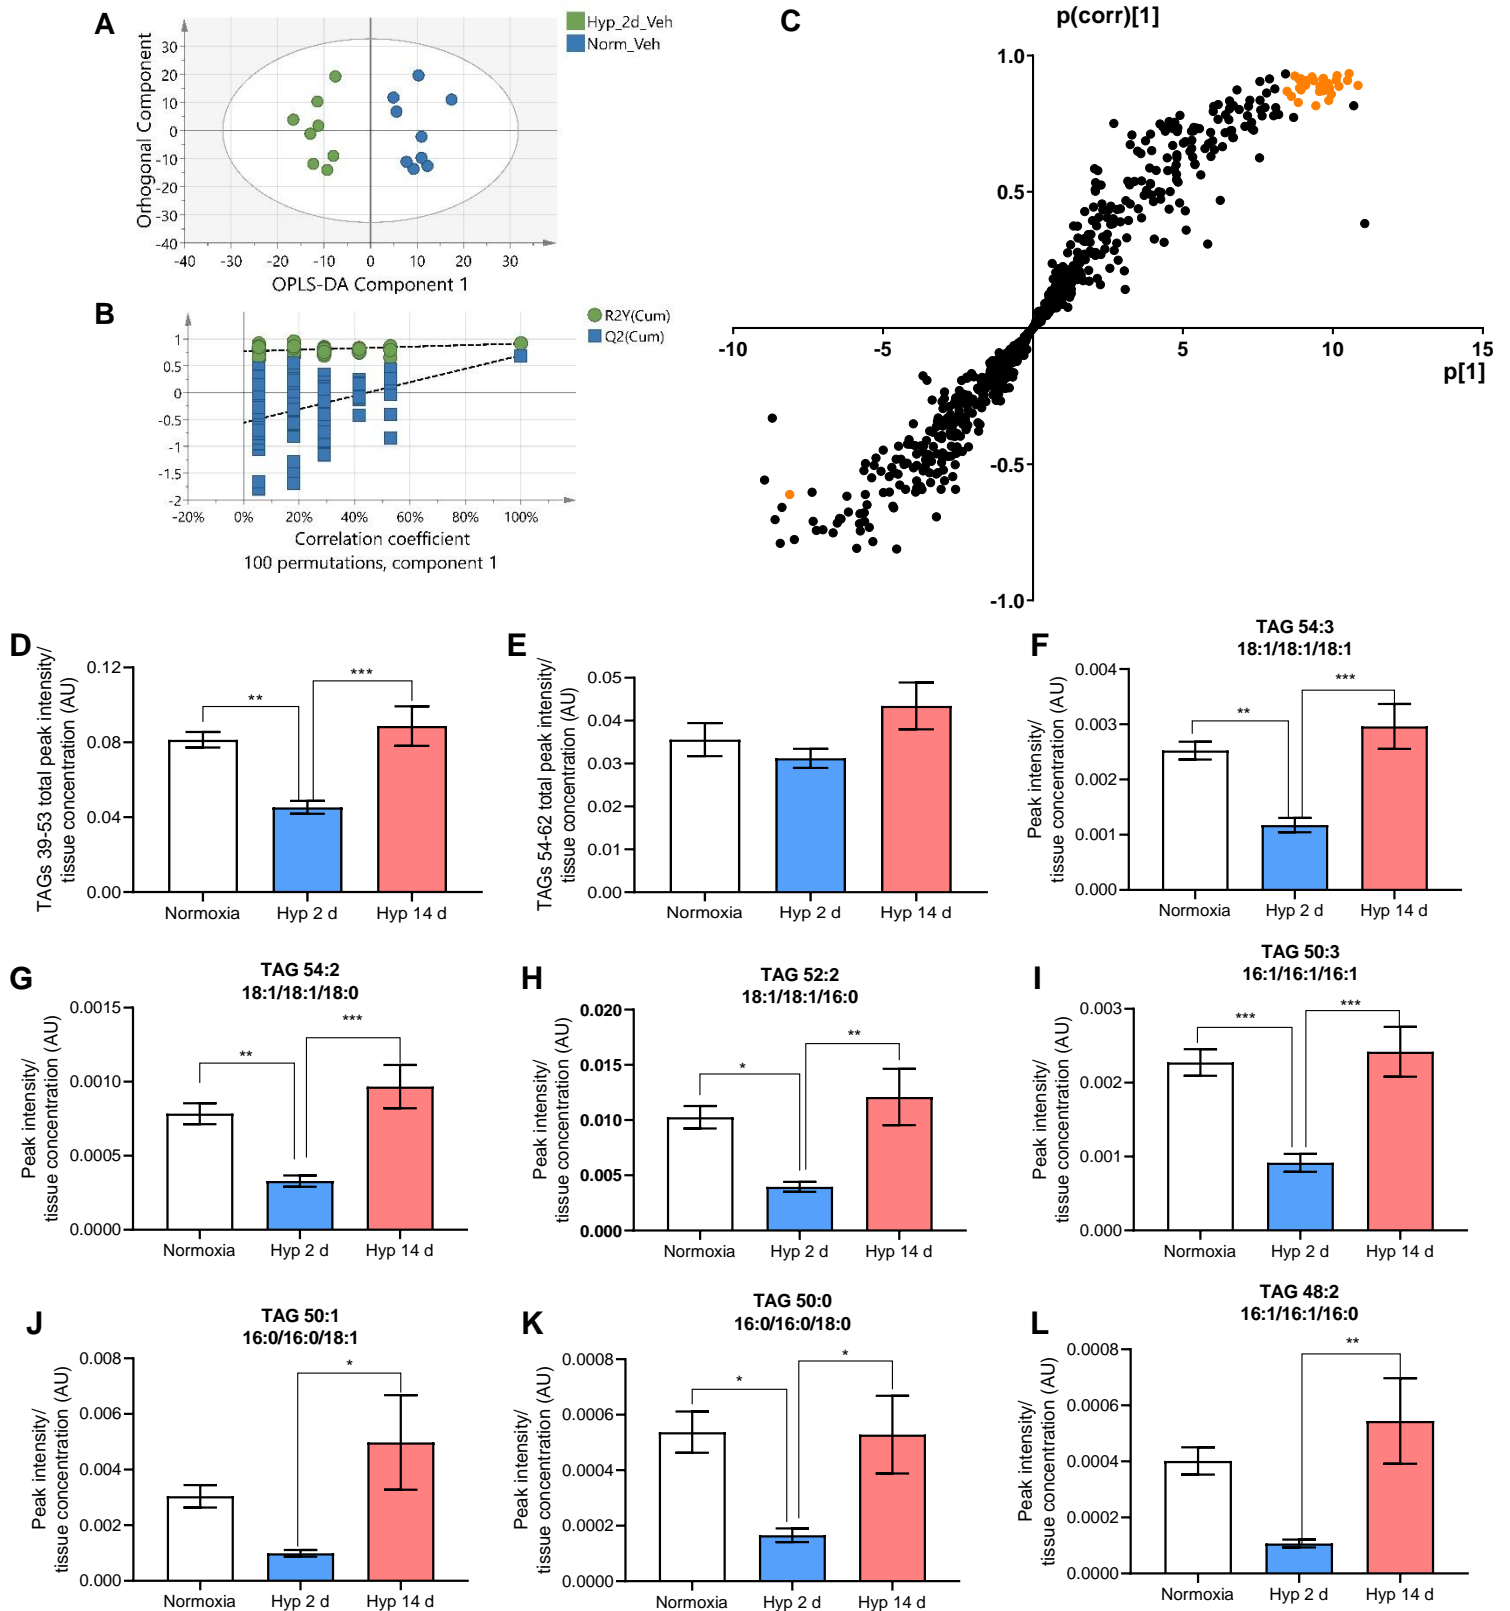 A
Hyp_2d_Veh
Norm_Veh
Orhogonal Component
30
20
10
0
-10
-20
-30
-40
-40 -30 -20 -10 0 10 20 30
OPLS-DA Component 1
B
R2Y(Cum)
Q2(Cum)
1
0.5
0
-0.5
-1
-1.5
-2
-20% 0% 20% 40% 60% 80% 100%
Correlation coefficient
100 permutations, component 1
C
p(corr)[1]
1.0
0.5
-10 -5 5 10 15
p[1]
-0.5
-1.0
D
TAGs 39-53 total peak intensity/
tissue concentration (AU)
0.12
0.08
0.04
0.00
** ***
Normoxia Hyp 2 d Hyp 14 d
E
TAGs 54-62 total peak intensity/
tissue concentration (AU)
0.05
0.04
0.03
0.02
0.01
0.00
Normoxia Hyp 2 d Hyp 14 d
F
TAG 54:3
18:1/18:1/18:1
Peak intensity/
tissue concentration (AU)
0.004
0.003
0.002
0.001
0.000
** ***
Normoxia Hyp 2 d Hyp 14 d
G
TAG 54:2
18:1/18:1/18:0
Peak intensity/
tissue concentration (AU)
0.0015
0.0010
0.0005
0.0000
** ***
Normoxia Hyp 2 d Hyp 14 d
H
TAG 52:2
18:1/18:1/16:0
Peak intensity/
tissue concentration (AU)
0.020
0.015
0.010
0.005
0.000
* **
Normoxia Hyp 2 d Hyp 14 d
I
TAG 50:3
16:1/16:1/16:1
Peak intensity/
tissue concentration (AU)
0.003
0.002
0.001
0.000
*** ***
Normoxia Hyp 2 d Hyp 14 d
J
TAG 50:1
16:0/16:0/18:1
Peak intensity/
tissue concentration (AU)
0.008
0.006
0.004
0.002
0.000
*
Normoxia Hyp 2 d Hyp 14 d
K
TAG 50:0
16:0/16:0/18:0
Peak intensity/
tissue concentration (AU)
0.0008
0.0006
0.0004
0.0002
0.0000
* *
Normoxia Hyp 2 d Hyp 14 d
L
TAG 48:2
16:1/16:1/16:0
Peak intensity/
tissue concentration (AU)
0.0008
0.0006
0.0004
0.0002
0.0000
**
Normoxia Hyp 2 d Hyp 14 d